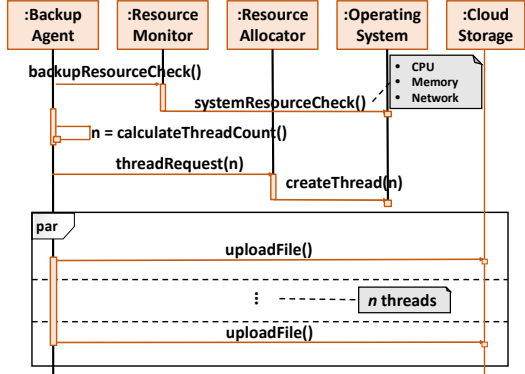 :Backup
Agent
:Resource
Monitor
:Resource
Allocator
:Operating
System
:Cloud
Storage
backupResourceCheck()
• CPU
• Memory
• Network
systemResourceCheck()
n = calculateThreadCount()
threadRequest(n)
createThread(n)
par
uploadFile()
⋮
n threads
uploadFile()